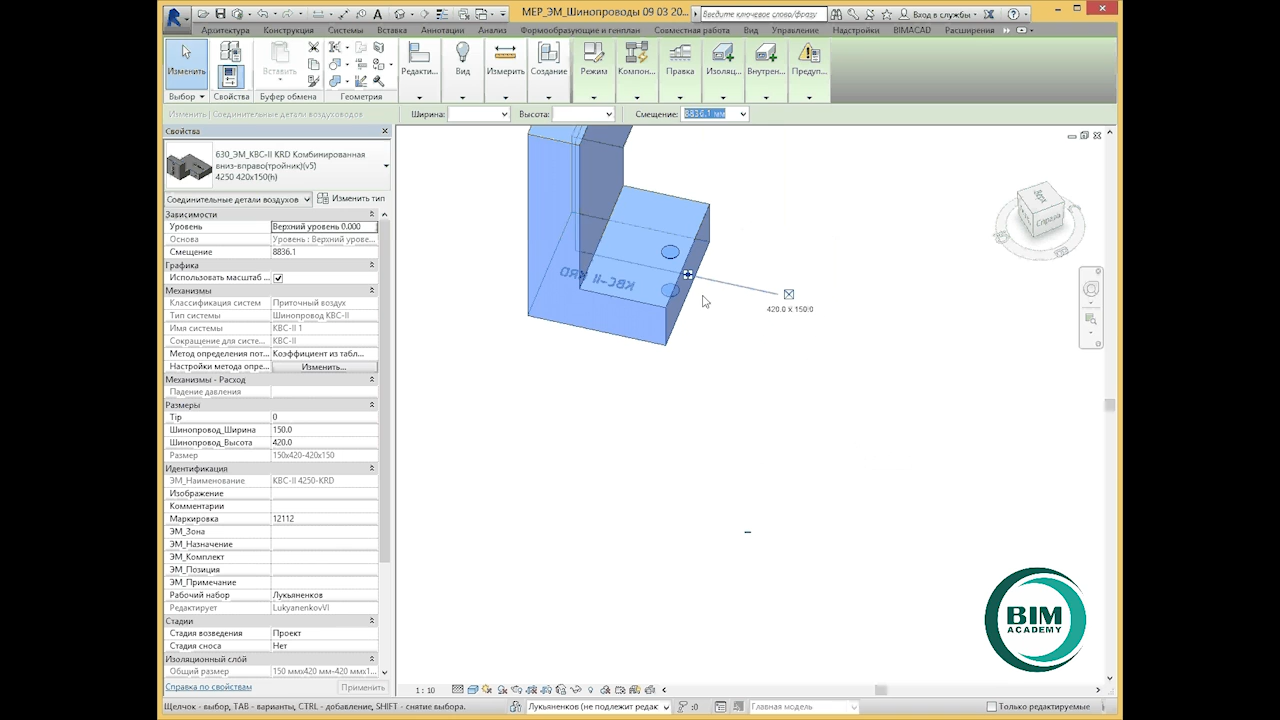 МЕР_ЭМ_Шинопроводы 09 03 20...
Введите ключевое слово/фразу
Вход в службы
Архитектура Конструкция Системы Вставка Аннотации Анализ Формообразующие и генплан Совместная работа Вид Управление Надстройки BIMACAD Расширения
Изменить
Вставить
Редакти... Вид Измерить Создание Режим Компон... Правка Изоляц... Внутрен... Предуп...
Выбор Свойства Буфер обмена Геометрия
Изменить | Соединительные детали воздуховодов
Ширина: Высота: Смещение: 8836.1 мм
Свойства
630_ЭМ_КВС-II KRD Комбинированная
вниз-вправо(тройник)(v5)
4250 420x150(h)
Соединительные детали воздухов
Изменить тип
Зависимости
Уровень Верхний уровень 0.000
Основа Уровень : Верхний урове...
Смещение 8836.1
Графика
Использовать масштаб ...
Механизмы
Классификация систем Приточный воздух
Тип системы Шинопровод КВС-II
Имя системы КВС-II 1
Сокращение для систе... КВС-II
Метод определения пот... Коэффициент из табл...
Настройки метода опре... Изменить...
Механизмы - Расход
Падение давления
Размеры
Tip 0
Шинопровод_Ширина 150.0
Шинопровод_Высота 420.0
Размер 150x420-420x150
Идентификация
ЭМ_Наименование КВС-II 4250-KRD
Изображение
Комментарии
Маркировка 12112
ЭМ_Зона
ЭМ_Назначение
ЭМ_Комплект
ЭМ_Позиция
ЭМ_Примечание
Рабочий набор Лукьяненков
Редактирует LukyanenkovVI
Стадии
Стадия возведения Проект
Стадия сноса Нет
Изоляционный слой
Общий размер 150 ммx420 мм-420 ммx1...
Справка по свойствам
Применить
КВС-II KRD
420.0 x 150.0
Верх
Справа
BIM
ACADEMY
1 : 10
Щелчок - выбор, TAB - варианты, CTRL - добавление, SHIFT - снятие выбора.
Лукьяненков (не подлежит редак
:0
Главная модель
Только редактируемые